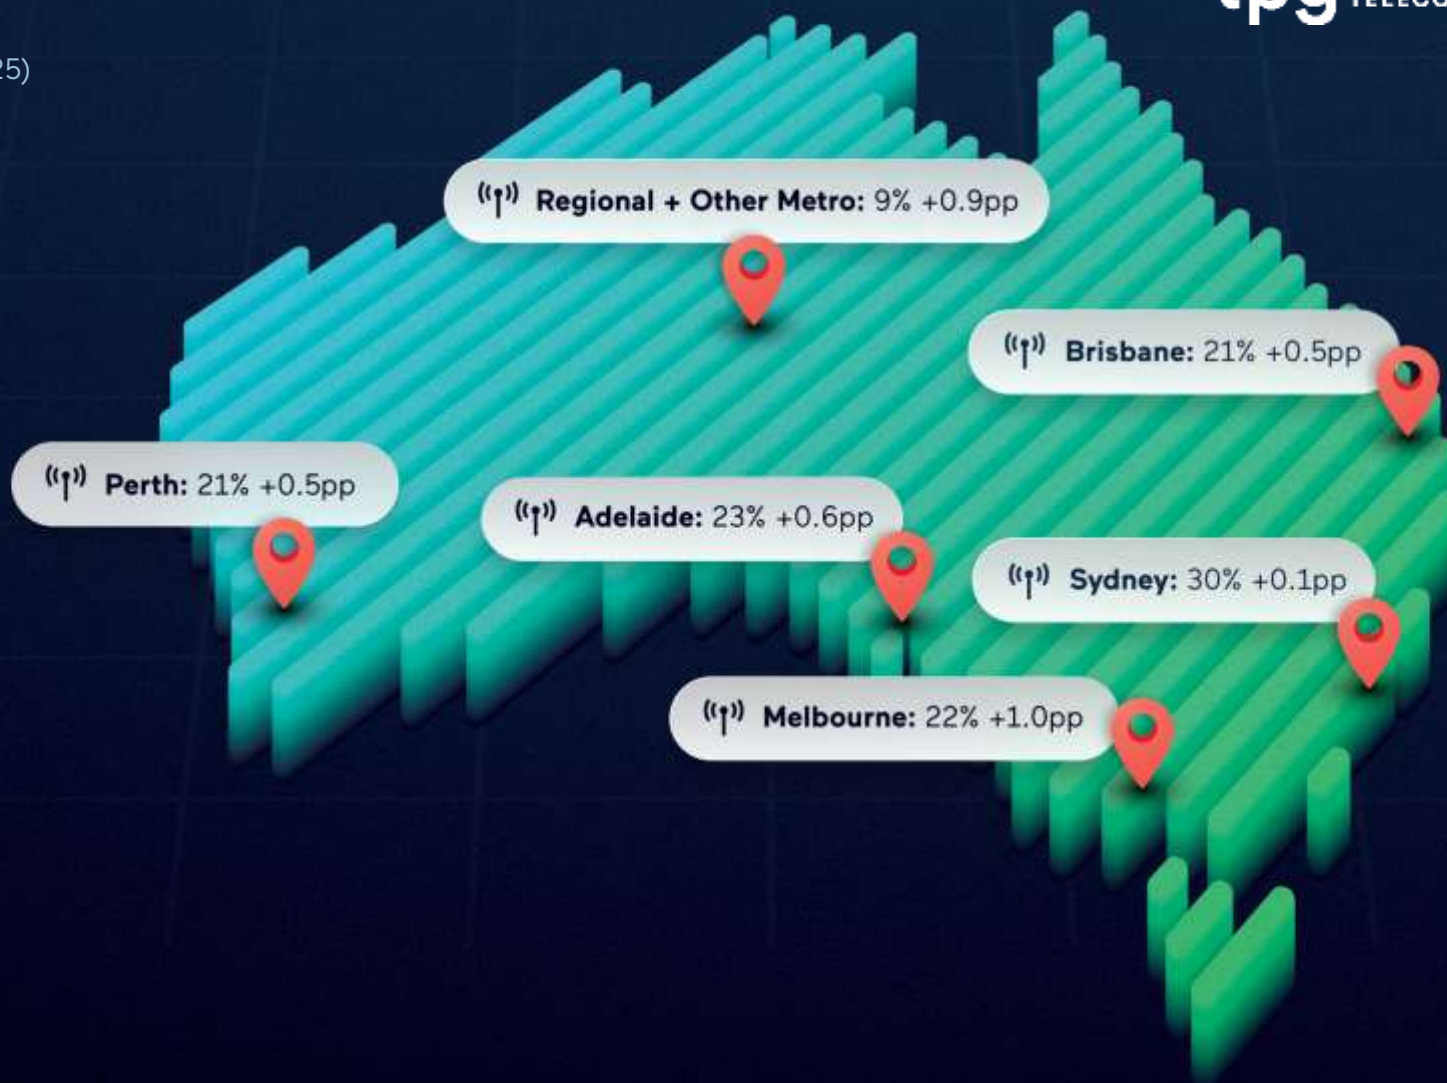 tpg
25)
Regional + Other Metro: 9% +0.9pp
Brisbane: 21% +0.5pp
Perth: 21% +0.5pp
Adelaide: 23% +0.6pp
Sydney: 30% +0.1pp
Melbourne: 22% +1.0pp